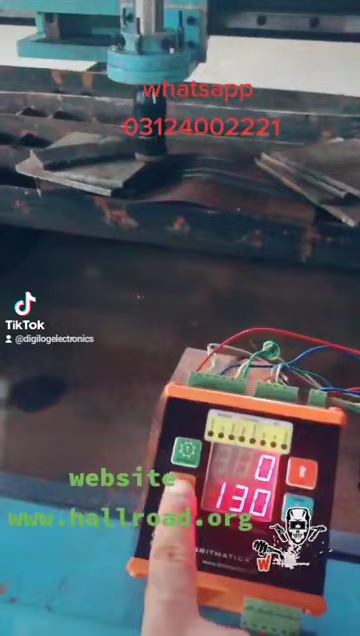 whatsapp
03124002221
TikTok
@digilogelectronics
0
130
website
www.hallroad.org